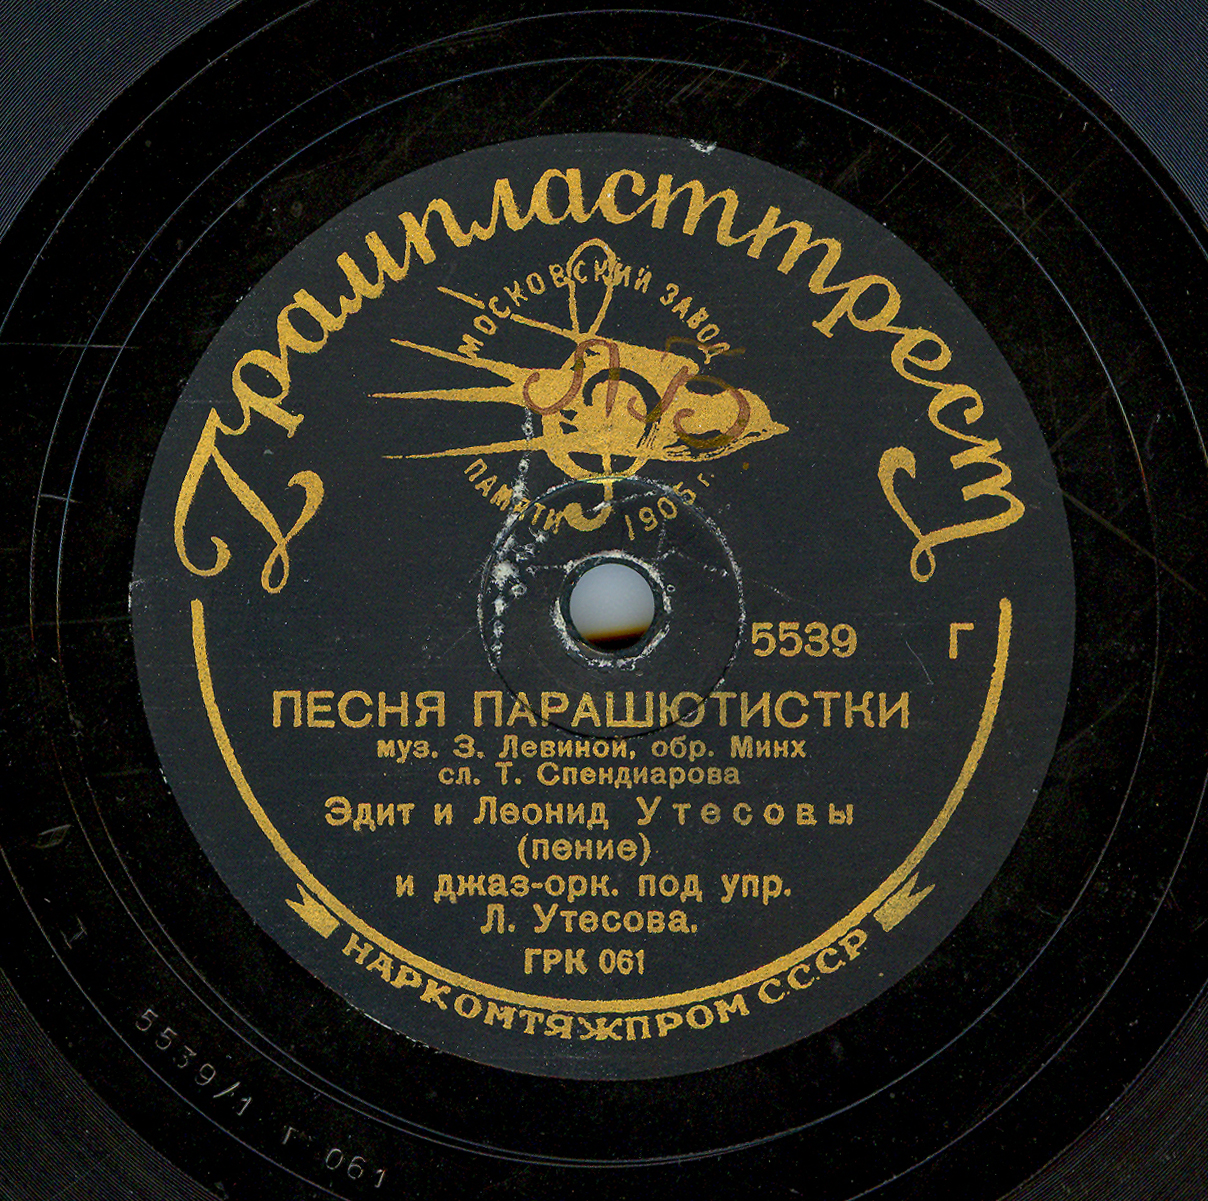 Грампласттрест
МОСКОВСКИЙ ЗАВОД
ПАМЯТИ 1905 г.
5539 Г
ПЕСНЯ ПАРАШЮТИСТКИ
муз. З. Левиной, обр. Минх
сл. Т. Спендиарова
Эдит и Леонид Утесовы
(пение)
и джаз-орк. под упр.
Л. Утесова.
ГРК 061
НАРКОМТЯЖПРОМ С.С.С.Р
5539/1 г 061